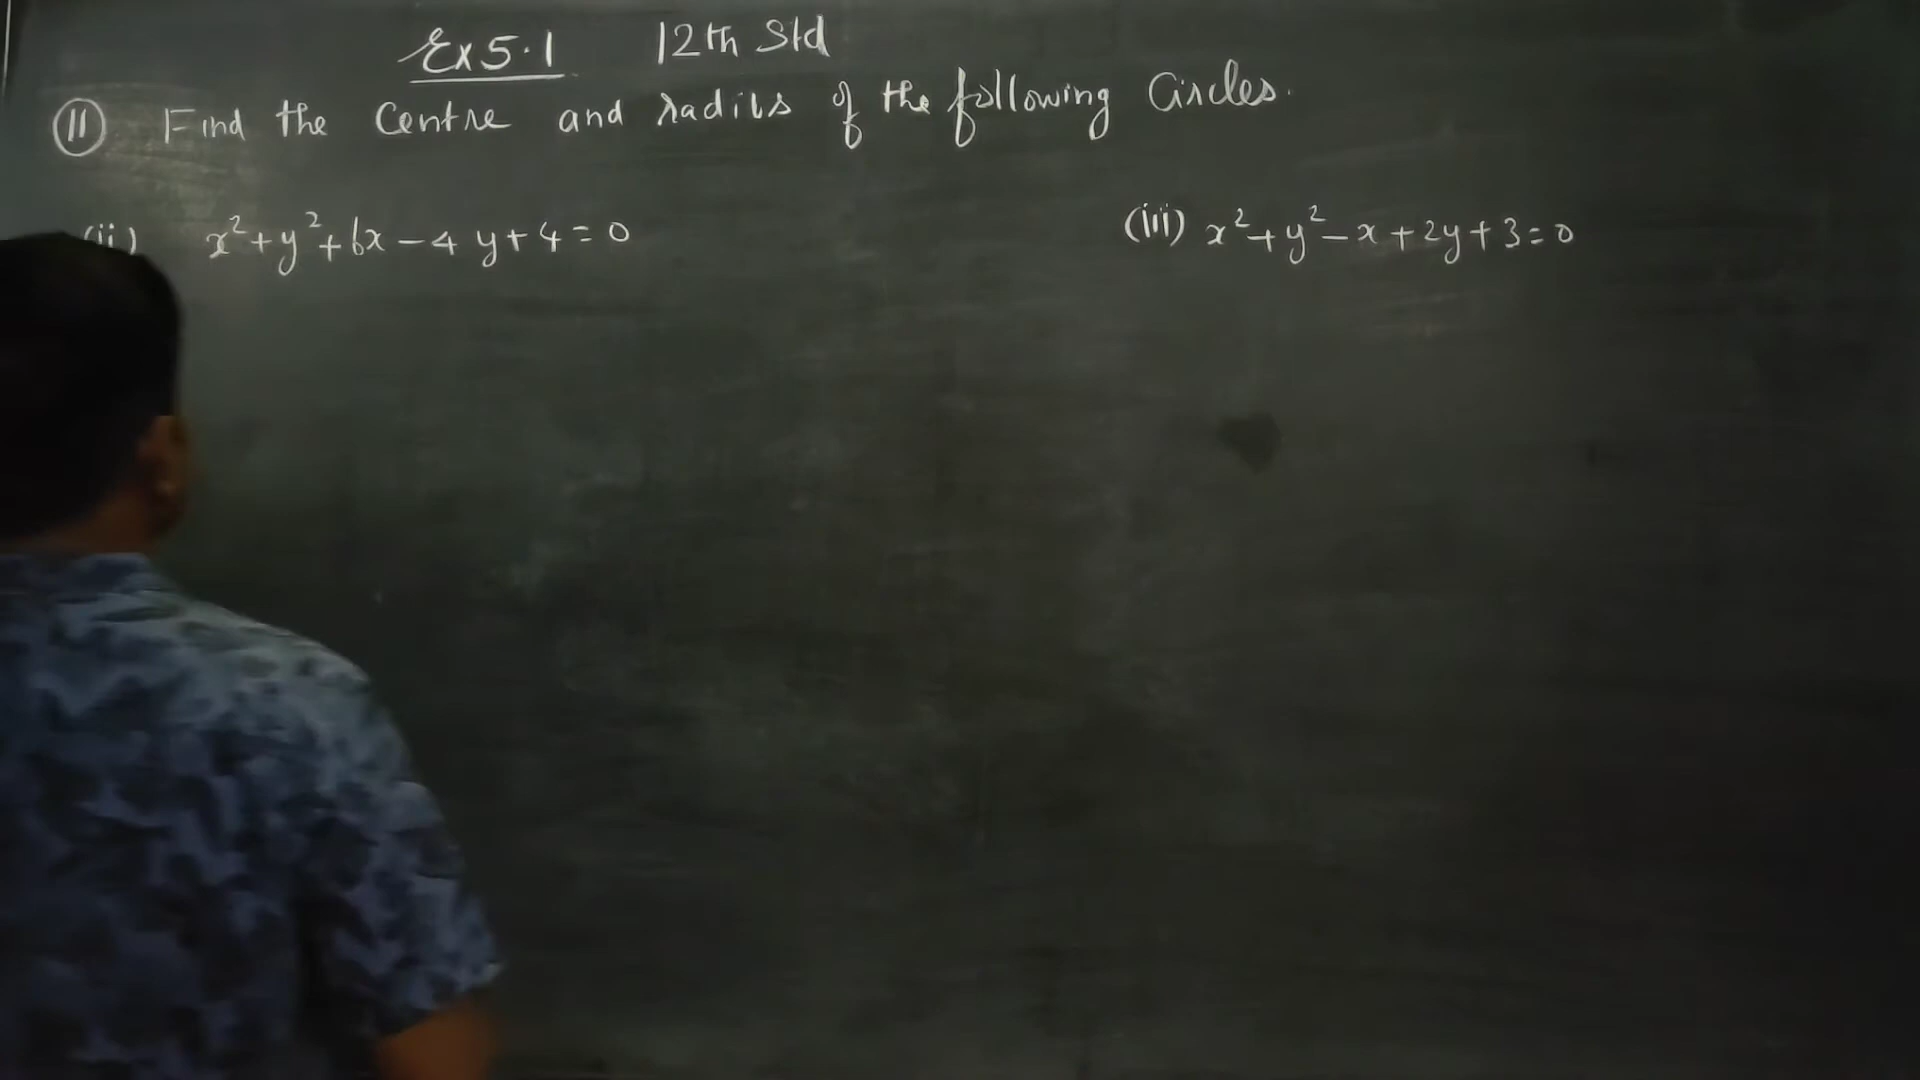 Ex 5.1 12th Std
(11) Find the Centre and radius of the following Circles.
(ii) x²+y²+6x-4y+4=0
(iii) x²+y²-x+2y+3=0